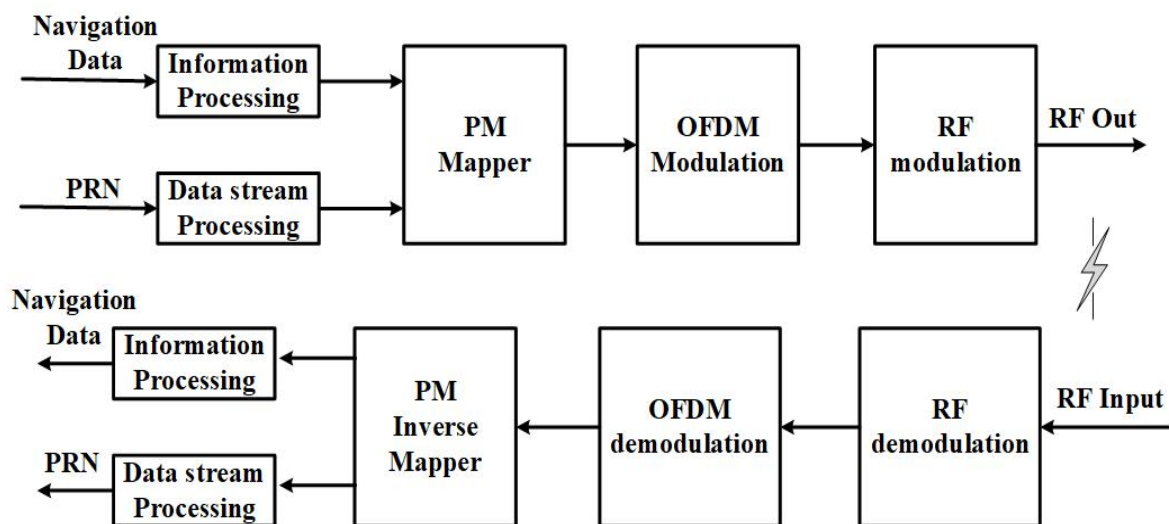 Navigation
Data
Information
Processing
PRN
Data stream
Processing
PM
Mapper
OFDM
Modulation
RF
modulation
RF Out
Navigation
Data
Information
Processing
PRN
Data stream
Processing
PM
Inverse
Mapper
OFDM
demodulation
RF
demodulation
RF Input